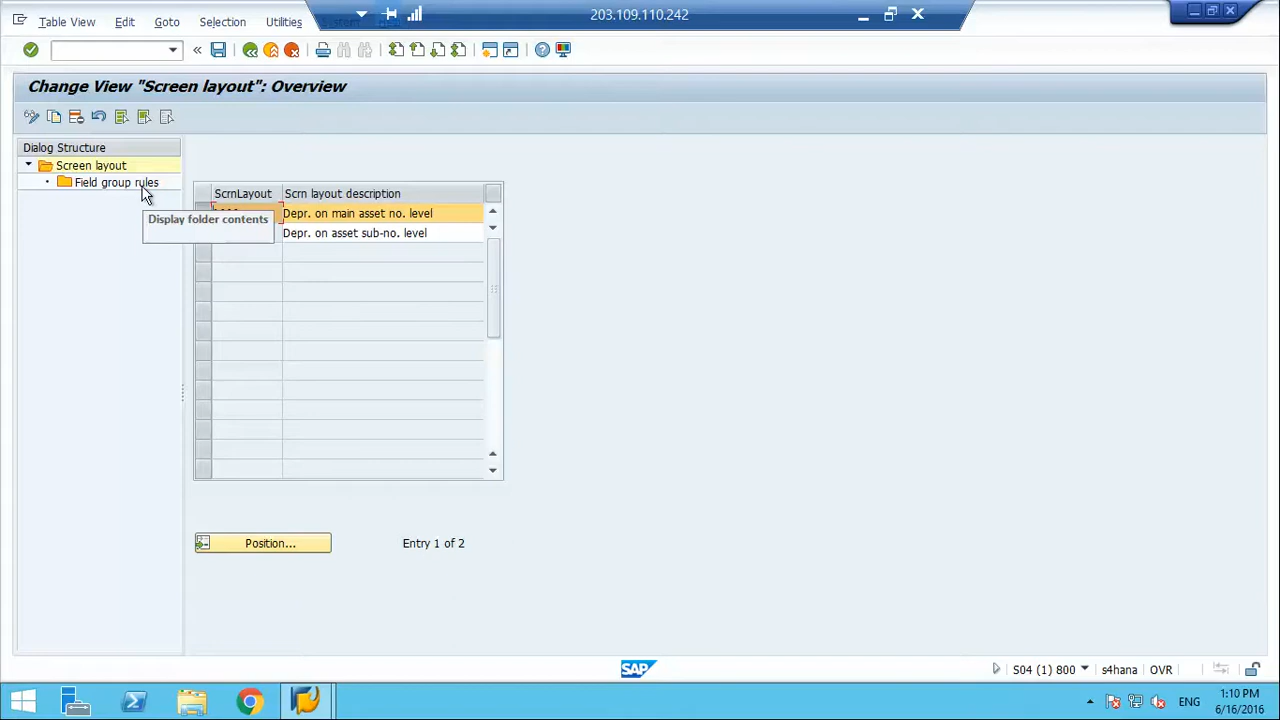 203.109.110.242
Table View Edit Goto Selection Utilities
Change View "Screen layout": Overview
Dialog Structure
Screen layout
Field group rules
Display folder contents
ScrnLayout Scrn layout description
Depr. on main asset no. level
Depr. on asset sub-no. level
Position... Entry 1 of 2
SAP
S04 (1) 800 s4hana OVR
ENG
1:10 PM
6/16/2016